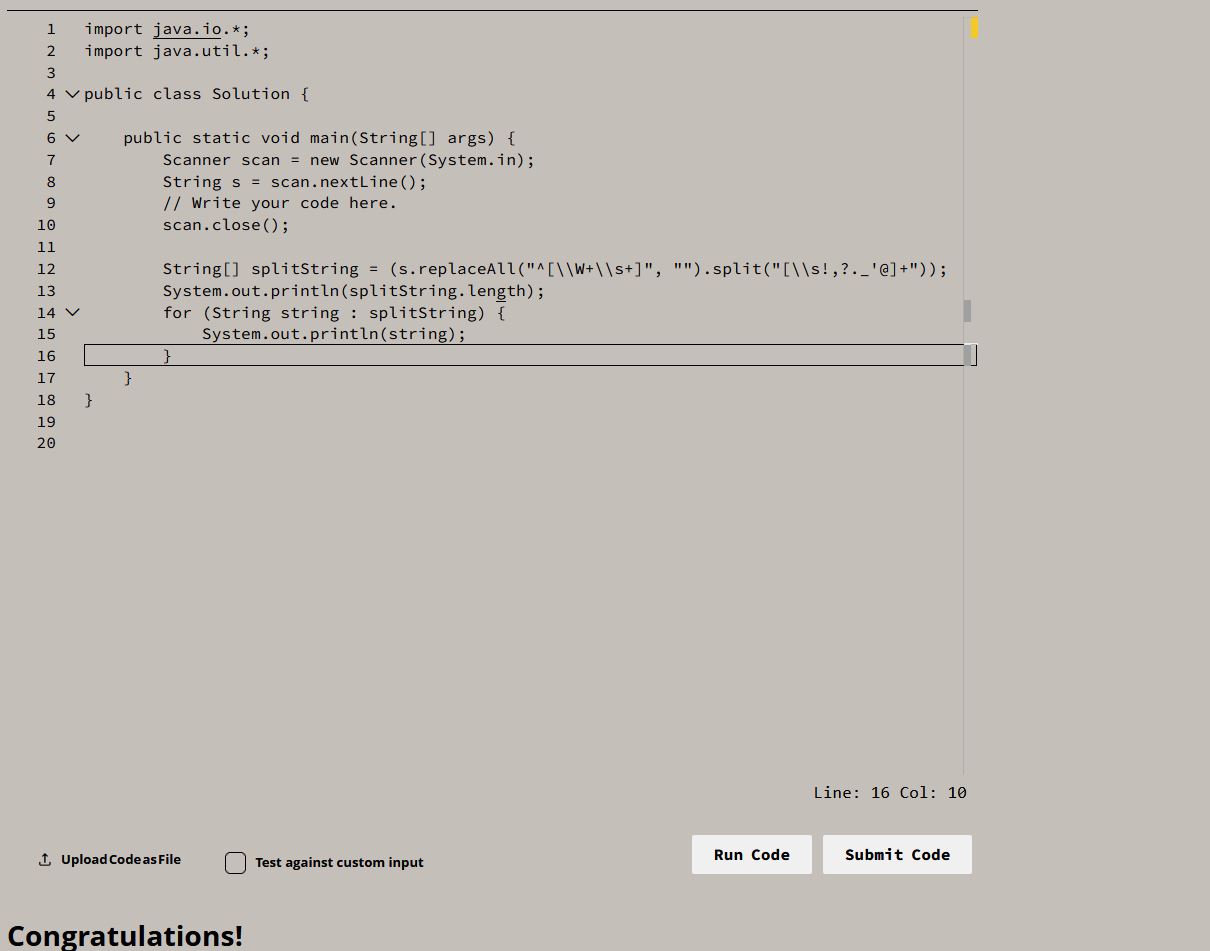 1 import java.io.*;
2 import java.util.*;
3
4 public class Solution {
5
6     public static void main(String[] args) {
7         Scanner scan = new Scanner(System.in);
8         String s = scan.nextLine();
9         // Write your code here.
10         scan.close();
11
12         String[] splitString = (s.replaceAll("^[\\W+\\s+]", "").split("[\\s!,?._'@]+"));
13         System.out.println(splitString.length);
14         for (String string : splitString) {
15             System.out.println(string);
16         }
17     }
18 }
19
20
Line: 16 Col: 10
Upload Code as File Test against custom input Run Code Submit Code
Congratulations!